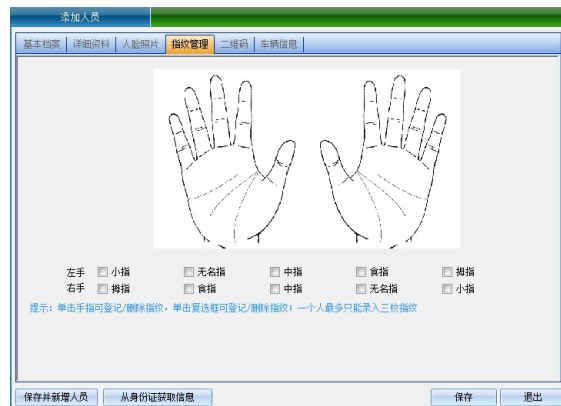 添加人员
基本档案 详细资料 人脸照片 指纹管理 二维码 车辆信息
左手 小指 无名指 中指 食指 拇指
右手 拇指 食指 中指 无名指 小指
提示：单击手指可登记/删除指纹，单击复选框可登记/删除指纹；一个人最多只能录入三枚指纹
保存并新增人员 从身份证获取信息 保存 退出